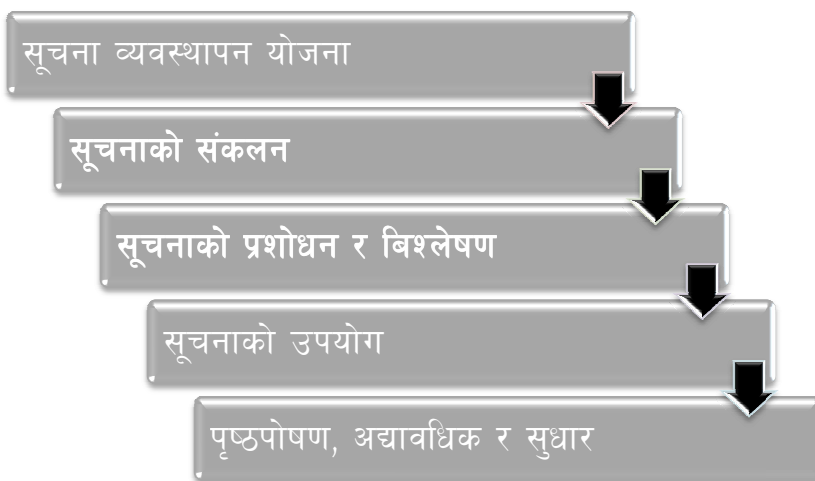 सूचना व्यवस्थापन योजना
सूचनाको संकलन
सूचनाको प्रशोधन र बिश्लेषण
सूचनाको उपयोग
पृष्ठपोषण, अद्यावधिक र सुधार